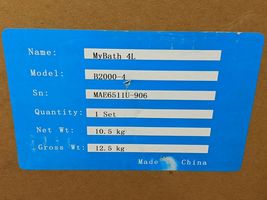 Name: MyBath 4L
Model: B2000-4
Sn: MAE6511U-906
Quantity: 1 Set
Net Wt: 10.5 kg
Gross Wt: 12.5 kg
Made China